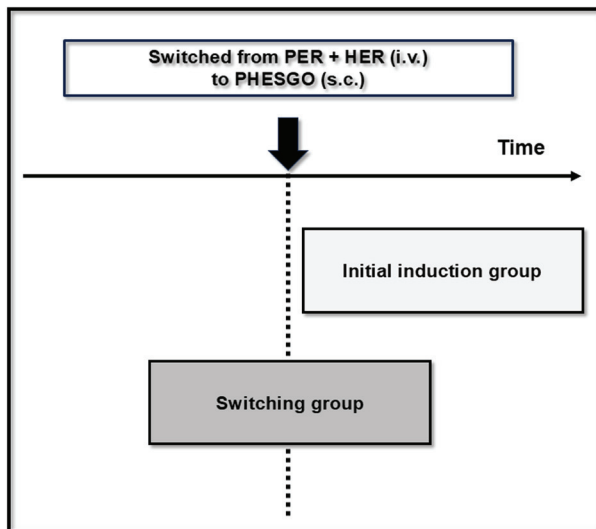 Switched from PER + HER (i.v.)
to PHESGO (s.c.)
Time
Initial induction group
Switching group